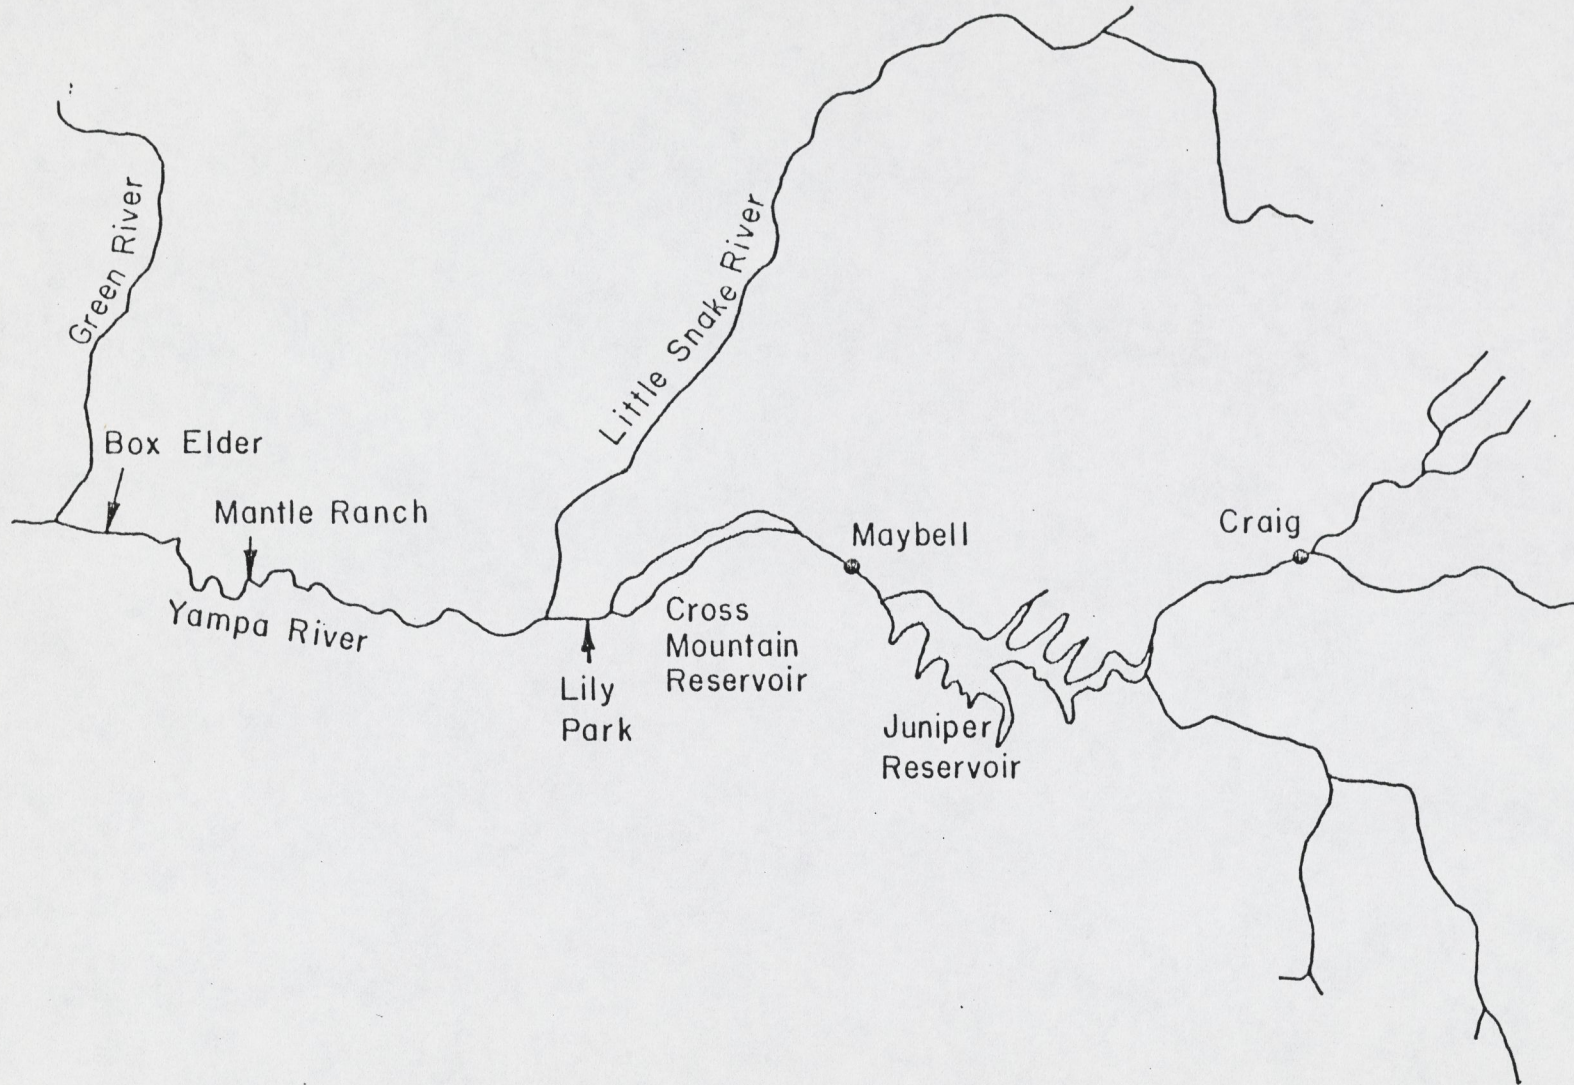 Green River
Little Snake River
Box Elder
Mantle Ranch
Yampa River
Lily
Park
Cross
Mountain
Reservoir
Maybell
Juniper
Reservoir
Craig